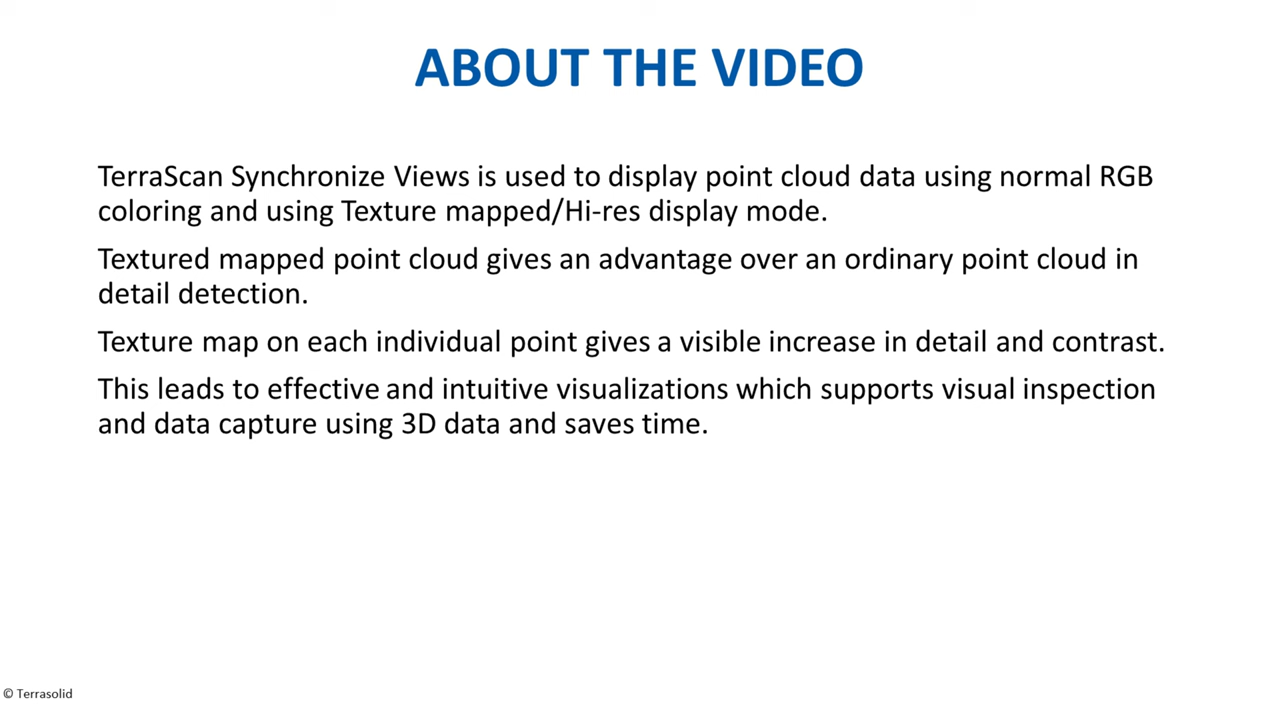 ABOUT THE VIDEO
TerraScan Synchronize Views is used to display point cloud data using normal RGB
coloring and using Texture mapped/Hi-res display mode.
Textured mapped point cloud gives an advantage over an ordinary point cloud in
detail detection.
Texture map on each individual point gives a visible increase in detail and contrast.
This leads to effective and intuitive visualizations which supports visual inspection
and data capture using 3D data and saves time.
© Terrasolid